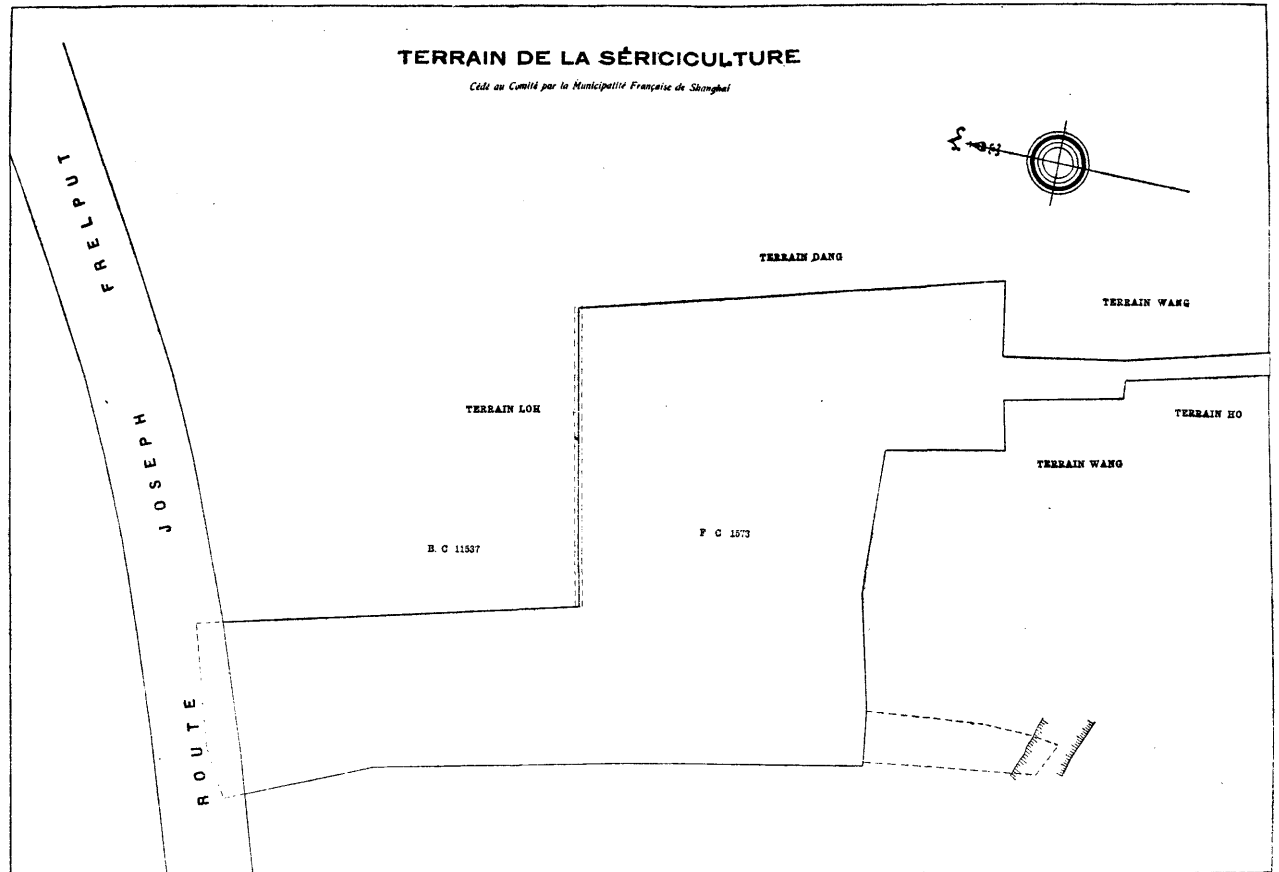 TERRAIN DE LA SÉRICICULTURE
Cédé au Comité par la Municipalité Française de Shanghai
TERRAIN DANG
TERRAIN WANG
TERRAIN LOH
TERRAIN HO
TERRAIN WANG
B. C 11537
F C 1573
ROUTE JOSEPH FRELPUT